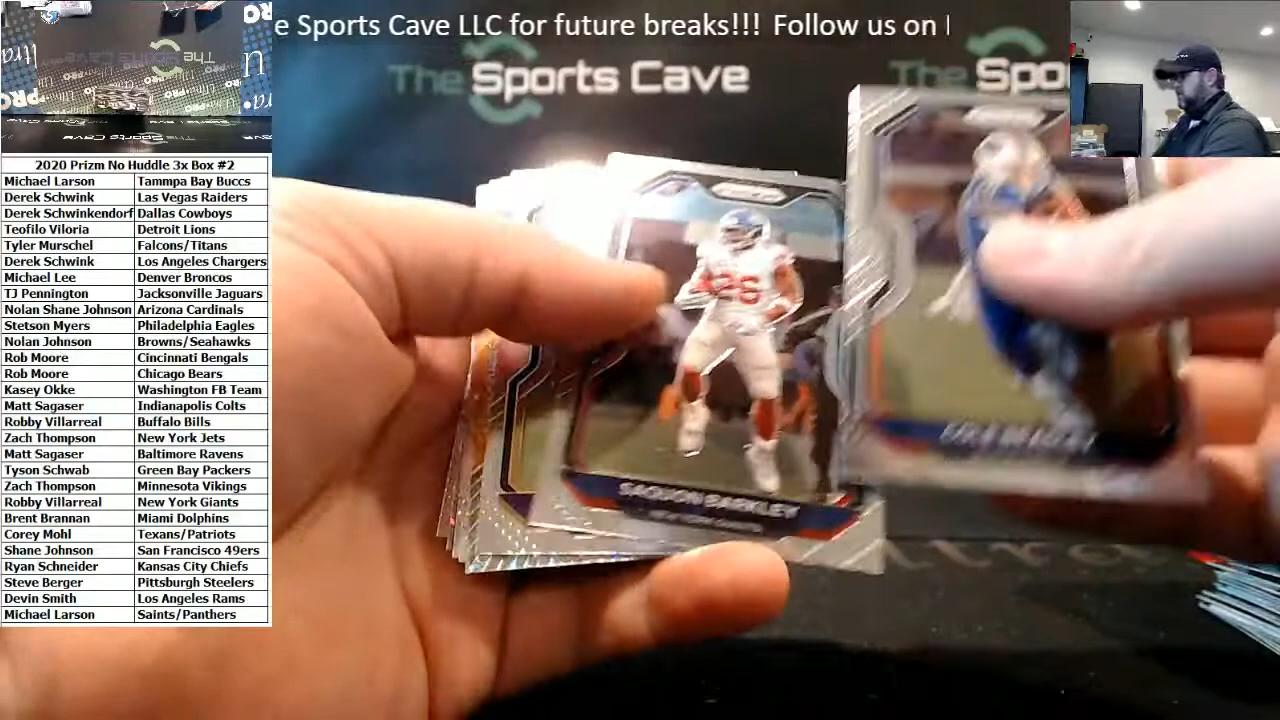 e Sports Cave LLC for future breaks!!! Follow us on
The Sports Cave The Spo
2020 Prizm No Huddle 3x Box #2
Michael Larson Tammpa Bay Buccs
Derek Schwink Las Vegas Raiders
Derek Schwinkendorf Dallas Cowboys
Teofilo Viloria Detroit Lions
Tyler Murschel Falcons/Titans
Derek Schwink Los Angeles Chargers
Michael Lee Denver Broncos
TJ Pennington Jacksonville Jaguars
Nolan Shane Johnson Arizona Cardinals
Stetson Myers Philadelphia Eagles
Nolan Johnson Browns/Seahawks
Rob Moore Cincinnati Bengals
Rob Moore Chicago Bears
Kasey Okke Washington FB Team
Matt Sagaser Indianapolis Colts
Robby Villarreal Buffalo Bills
Zach Thompson New York Jets
Matt Sagaser Baltimore Ravens
Tyson Schwab Green Bay Packers
Zach Thompson Minnesota Vikings
Robby Villarreal New York Giants
Brent Brannan Miami Dolphins
Corey Mohl Texans/Patriots
Shane Johnson San Francisco 49ers
Ryan Schneider Kansas City Chiefs
Steve Berger Pittsburgh Steelers
Devin Smith Los Angeles Rams
Michael Larson Saints/Panthers
PRIZM
26
SAQUON BARKLEY